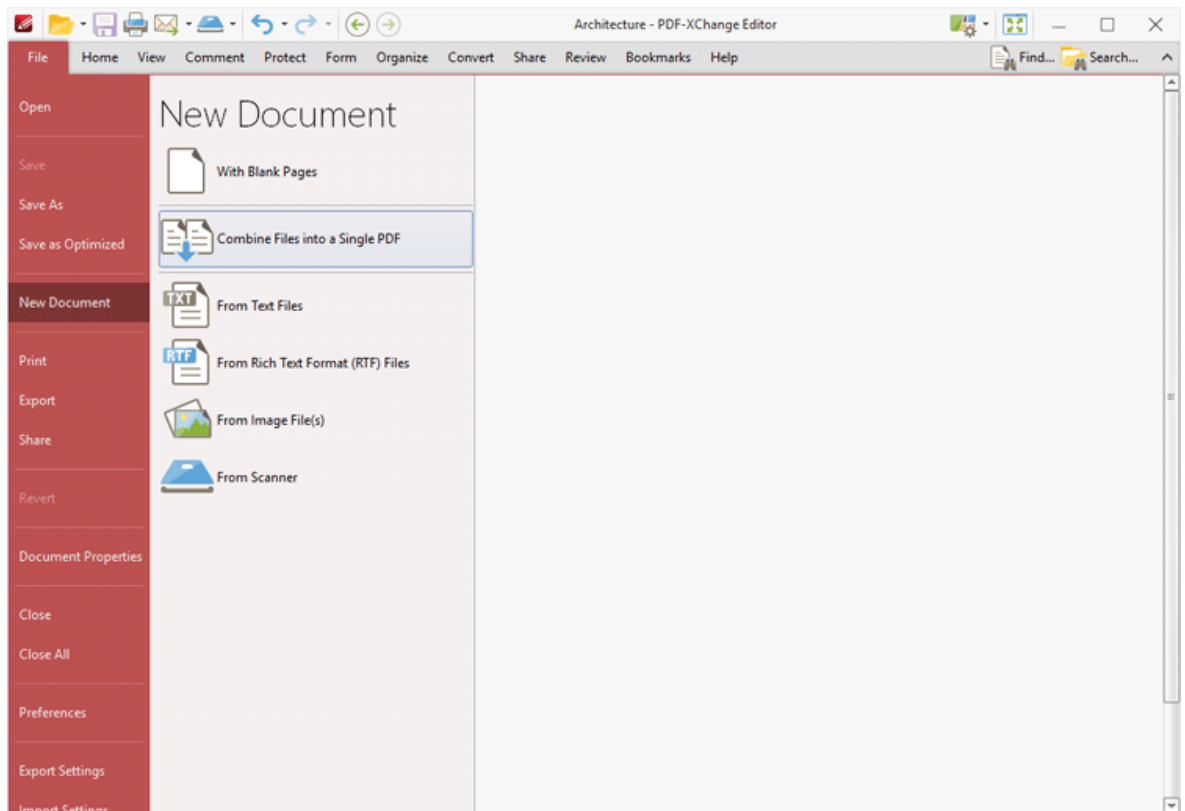 Architecture - PDF-XChange Editor
File Home View Comment Protect Form Organize Convert Share Review Bookmarks Help Find... Search...
Open
Save
Save As
Save as Optimized
New Document
Print
Export
Share
Revert
Document Properties
Close
Close All
Preferences
Export Settings
Import Settings
New Document
With Blank Pages
Combine Files into a Single PDF
TXT
From Text Files
RTF
From Rich Text Format (RTF) Files
From Image File(s)
From Scanner